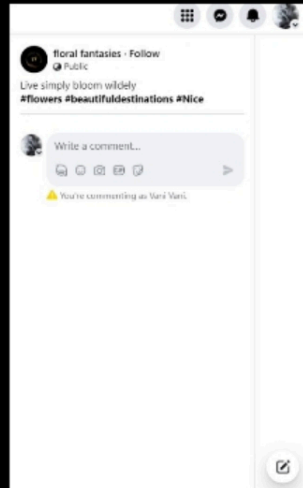 floral fantasies · Follow
Public
Live simply bloom wildely
#flowers #beautifuldestinations #Nice
Write a comment...
GIF
You're commenting as Vani Vani.